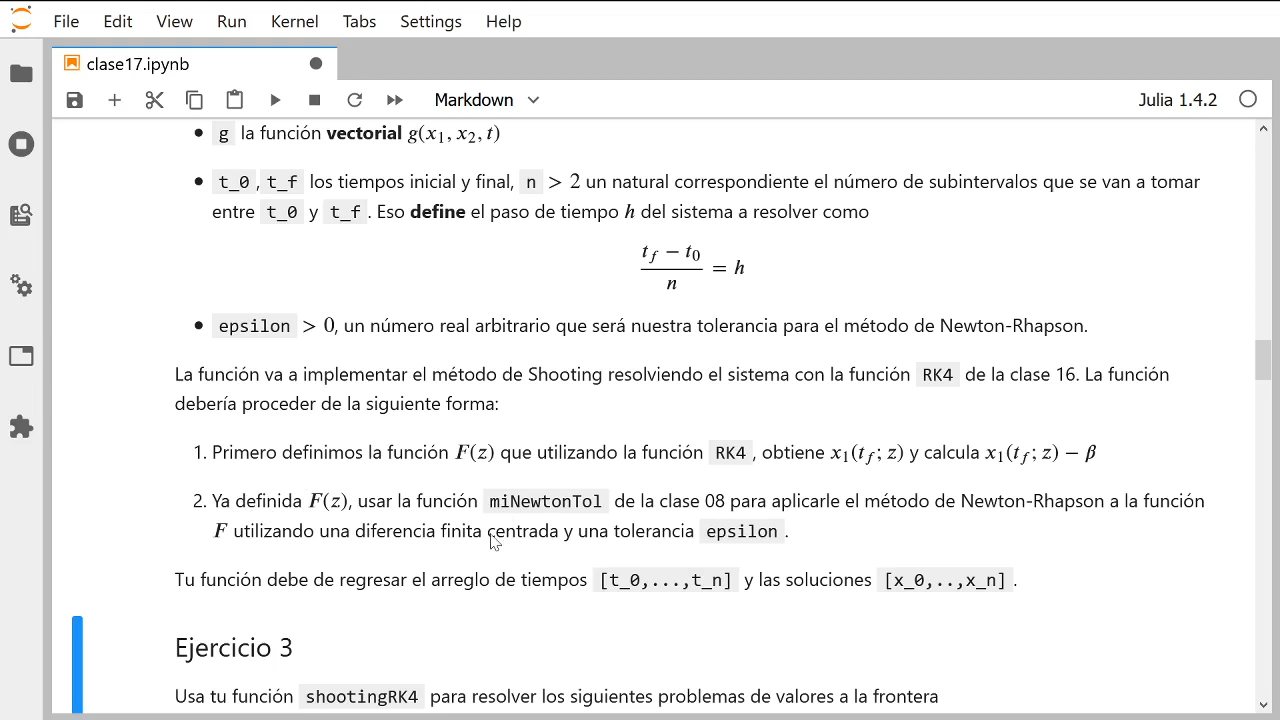 File Edit View Run Kernel Tabs Settings Help
clase17.ipynb
Markdown Julia 1.4.2
• g la función vectorial g(x₁, x₂, t)
• t_0, t_f los tiempos inicial y final, n > 2 un natural correspondiente el número de subintervalos que se van a tomar
entre t_0 y t_f. Eso define el paso de tiempo h del sistema a resolver como
(t_f − t₀)/n = h
• epsilon > 0, un número real arbitrario que será nuestra tolerancia para el método de Newton-Rhapson.
La función va a implementar el método de Shooting resolviendo el sistema con la función RK4 de la clase 16. La función
debería proceder de la siguiente forma:
1. Primero definimos la función F(z) que utilizando la función RK4, obtiene x₁(t_f; z) y calcula x₁(t_f; z) − β
2. Ya definida F(z), usar la función miNewtonTol de la clase 08 para aplicarle el método de Newton-Rhapson a la función
F utilizando una diferencia finita centrada y una tolerancia epsilon.
Tu función debe de regresar el arreglo de tiempos [t_0,...,t_n] y las soluciones [x_0,..,x_n].
Ejercicio 3
Usa tu función shootingRK4 para resolver los siguientes problemas de valores a la frontera